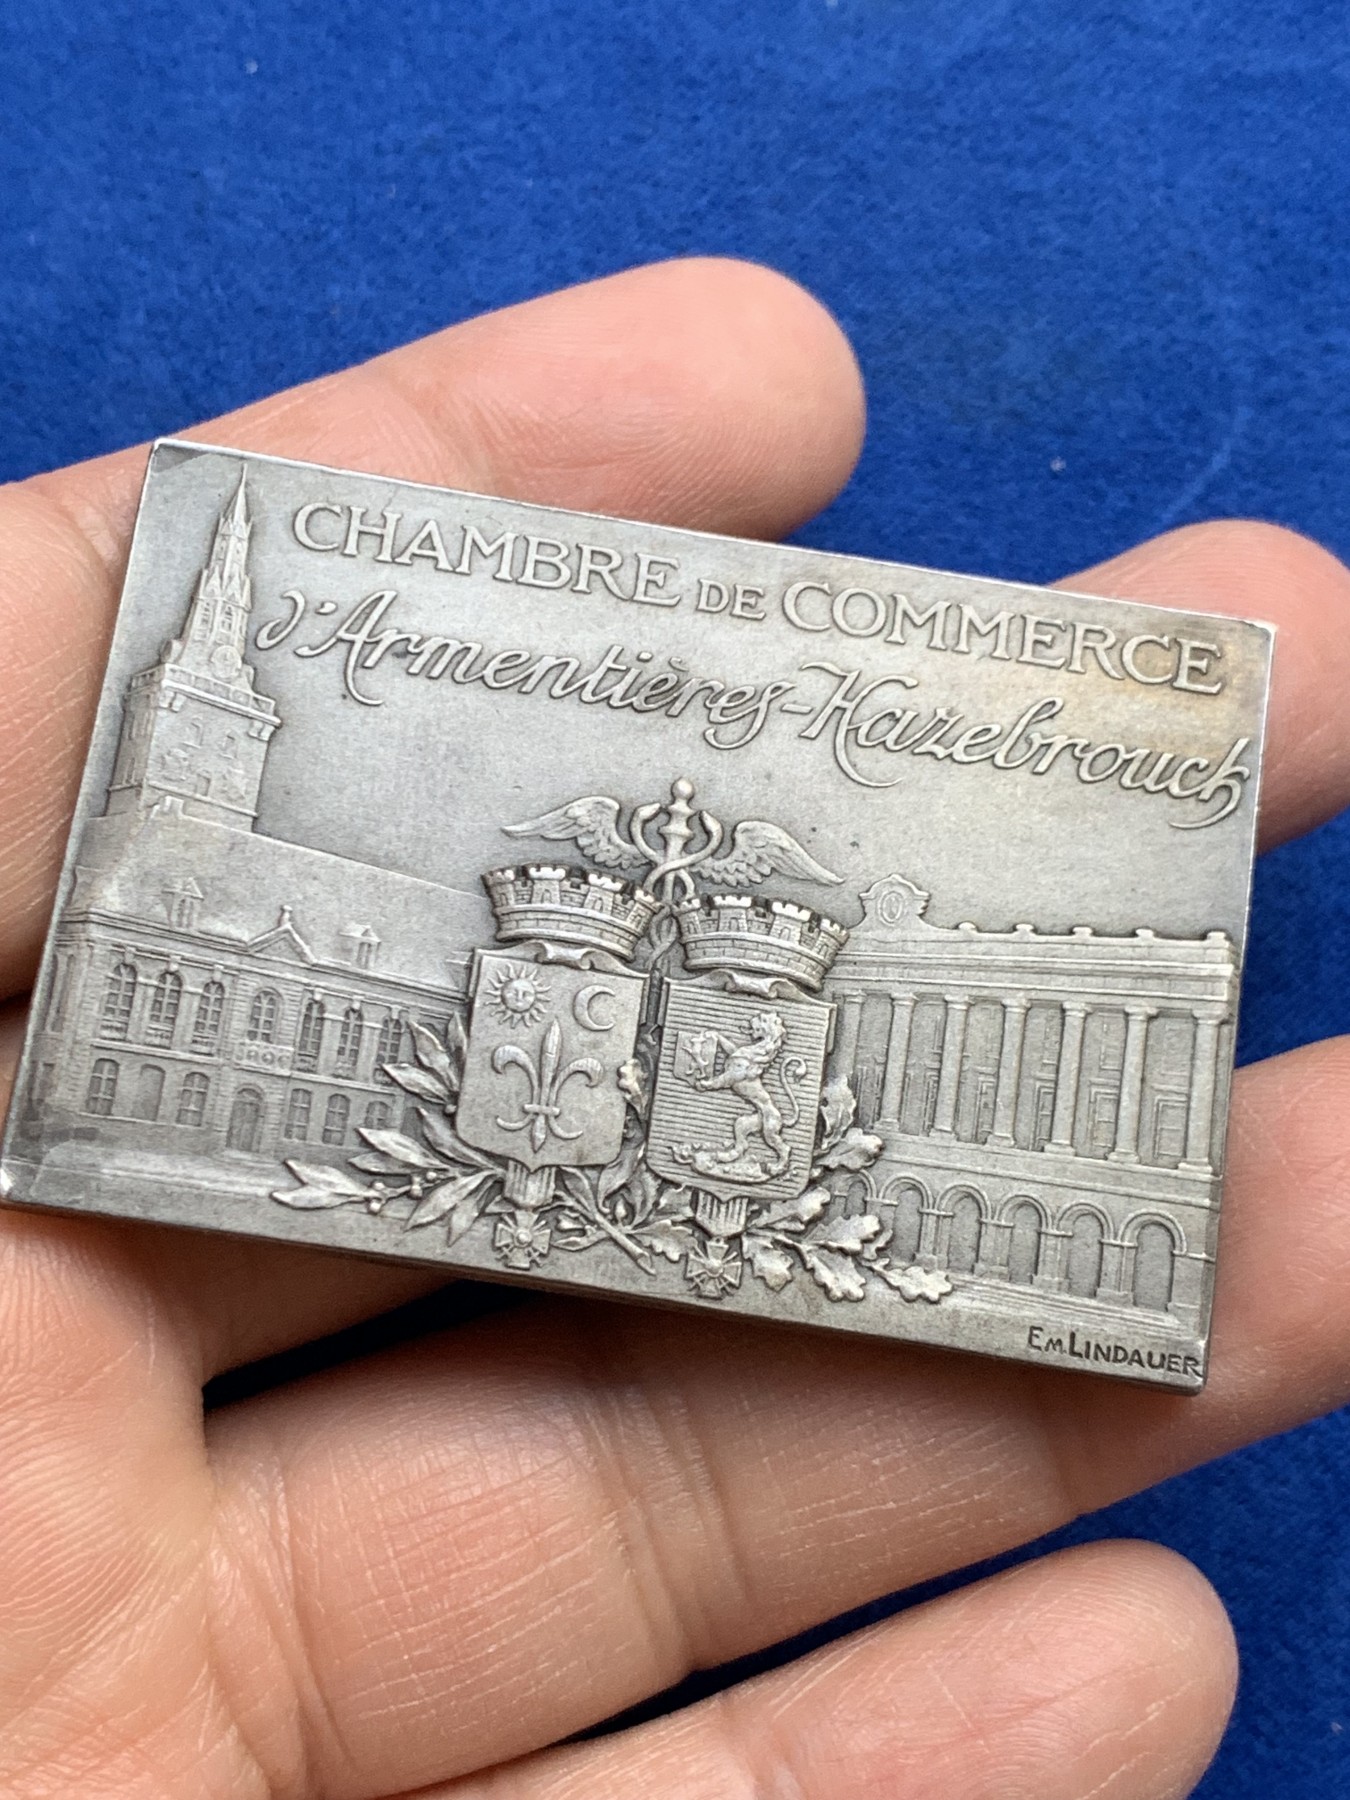 CHAMBRE DE COMMERCE
d'Armentières-Hazebrouck
EM.LINDAUER